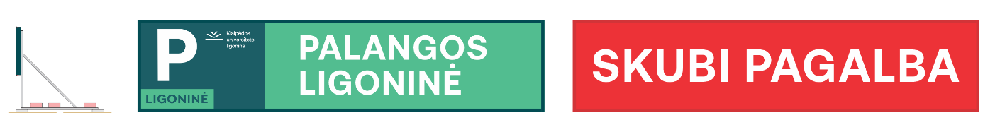 P
Klaipėdos
universiteto
ligoninė
LIGONINĖ
PALANGOS
LIGONINĖ
SKUBI PAGALBA